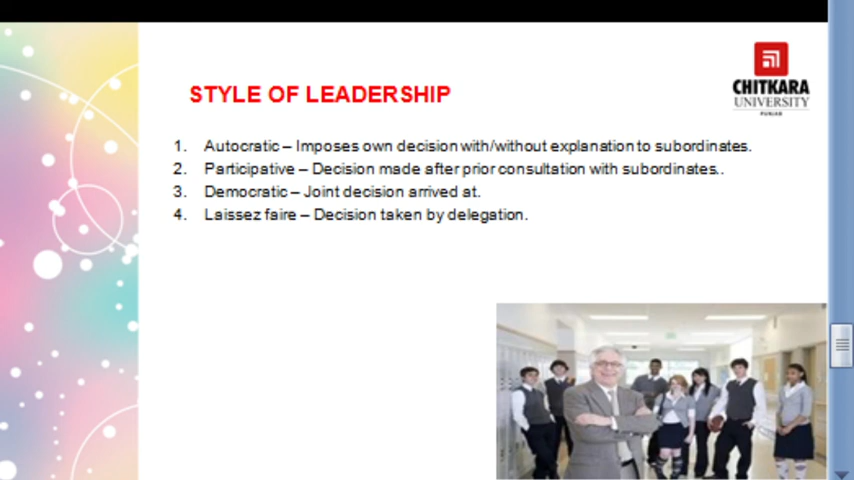 STYLE OF LEADERSHIP
CHITKARA
UNIVERSITY
PUNJAB
1. Autocratic – Imposes own decision with/without explanation to subordinates.
2. Participative – Decision made after prior consultation with subordinates..
3. Democratic – Joint decision arrived at.
4. Laissez faire – Decision taken by delegation.